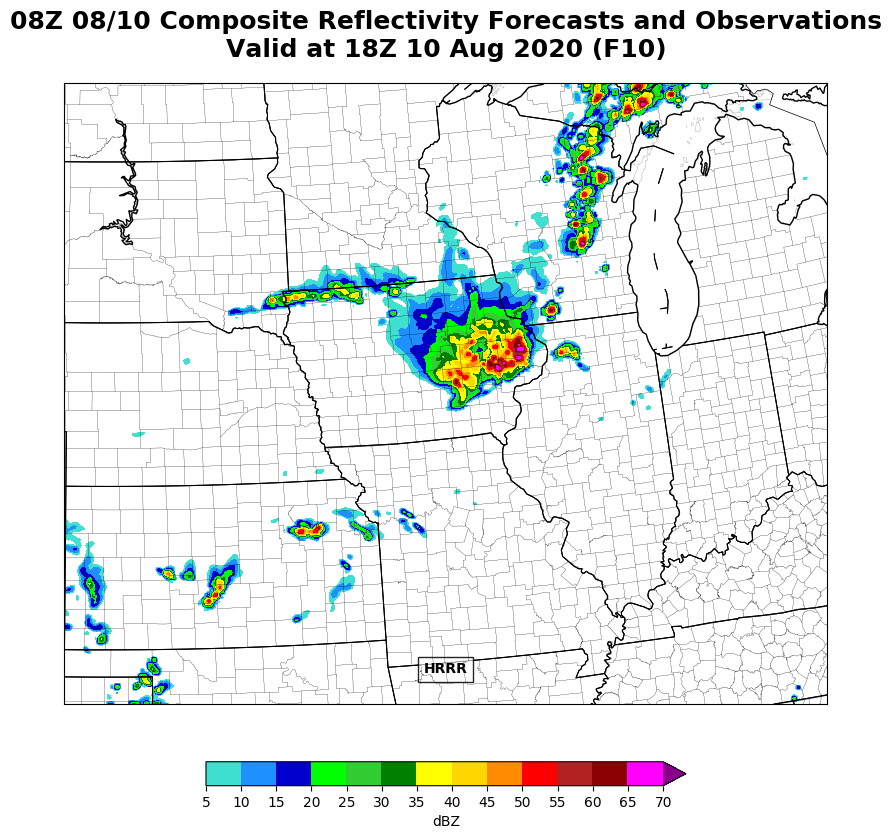 08Z 08/10 Composite Reflectivity Forecasts and Observations
Valid at 18Z 10 Aug 2020 (F10)
HRRR
5 10 15 20 25 30 35 40 45 50 55 60 65 70
dBZ